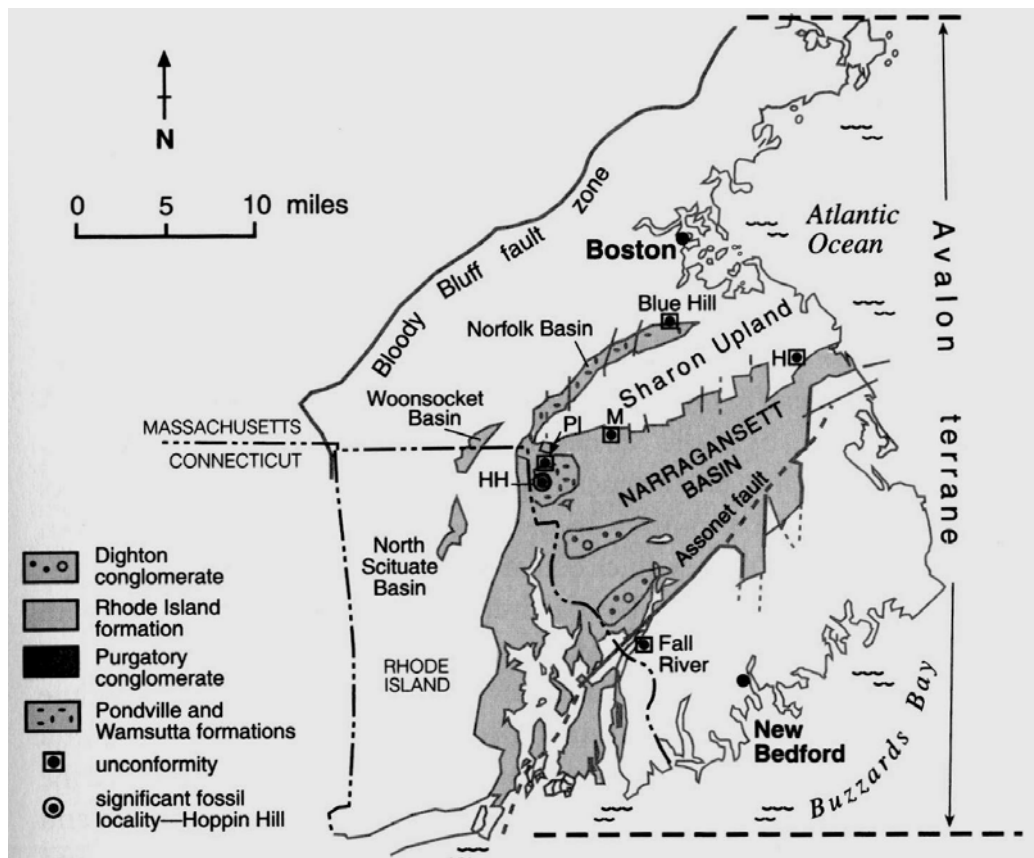 N
0 5 10 miles
Bloody Bluff fault zone
Boston
Atlantic
Ocean
Avalon terrane
Blue Hill
Norfolk Basin
Sharon Upland
H
Woonsocket
Basin
M
PI
MASSACHUSETTS
CONNECTICUT
HH
NARRAGANSETT
BASIN
Assonet fault
North
Scituate
Basin
RHODE
ISLAND
Fall
River
New
Bedford
Buzzards Bay
Dighton
conglomerate
Rhode Island
formation
Purgatory
conglomerate
Pondville and
Wamsutta formations
unconformity
significant fossil
locality—Hoppin Hill